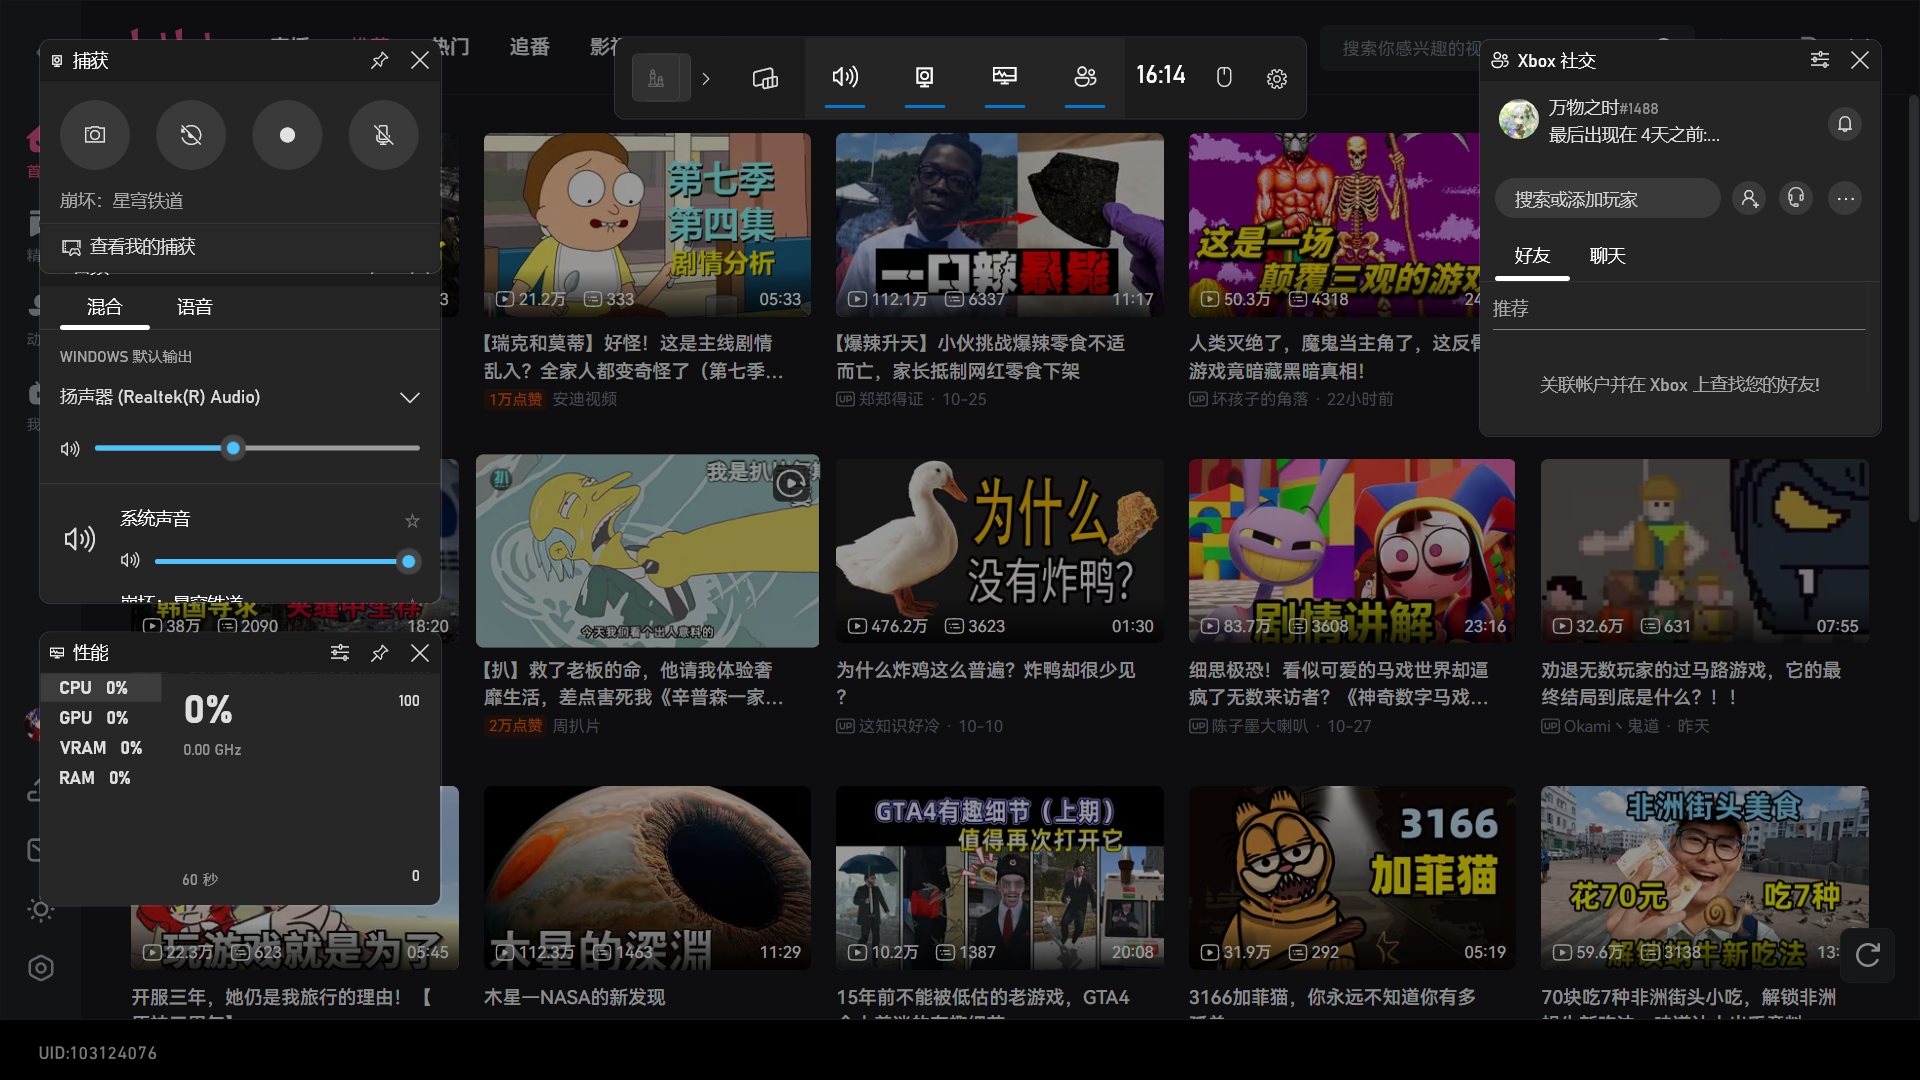 热门
追番
16:14
搜索你感兴趣的视
捕获
崩坏：星穹铁道
查看我的捕获
混合
语音
WINDOWS 默认输出
扬声器 (Realtek(R) Audio)
系统声音
崩坏：星穹铁道
38万
2090
18:20
性能
CPU 0%
GPU 0%
VRAM 0%
RAM 0%
0%
0.00 GHz
100
60 秒
0
Xbox 社交
万物之时#1488
最后出现在 4天之前:...
搜索或添加玩家
好友
聊天
推荐
关联帐户并在 Xbox 上查找您的好友!
第七季
第四集
剧情分析
21.2万
333
05:33
【瑞克和莫蒂】好怪！这是主线剧情
乱入？全家人都变奇怪了（第七季...
1万点赞 安迪视频
一口辣
112.1万
6337
11:17
【爆辣升天】小伙挑战爆辣零食不适
而亡，家长抵制网红零食下架
UP 郑郑得证 · 10-25
这是一场
颠覆三观的游戏
50.3万
4318
24
人类灭绝了，魔鬼当主角了，这反骨
游戏竟暗藏黑暗真相！
UP 坏孩子的角落 · 22小时前
扒
今天我们看个出人意料的
【扒】救了老板的命，他请我体验奢
靡生活，差点害死我《辛普森一家...
2万点赞 周扒片
为什么
没有炸鸭?
476.2万
3623
01:30
为什么炸鸡这么普遍？炸鸭却很少见
？
UP 这知识好冷 · 10-10
剧情讲解
83.7万
3608
23:16
细思极恐！看似可爱的马戏世界却逼
疯了无数来访者？《神奇数字马戏...
UP 陈子墨大喇叭 · 10-27
32.6万
631
07:55
劝退无数玩家的过马路游戏，它的最
终结局到底是什么？！！
UP Okami丶鬼道 · 昨天
玩游戏就是为了
22.3万
623
05:45
开服三年，她仍是我旅行的理由！【
木星的深渊
112.3万
1463
11:29
木星一NASA的新发现
GTA4有趣细节（上期）
值得再次打开它
10.2万
1387
20:08
15年前不能被低估的老游戏，GTA4
3166
加菲猫
31.9万
292
05:19
3166加菲猫，你永远不知道你有多
非洲街头美食
花70元
吃7种
解锁蜗牛新吃法
59.6万
3138
13:
70块吃7种非洲街头小吃，解锁非洲
UID:103124076